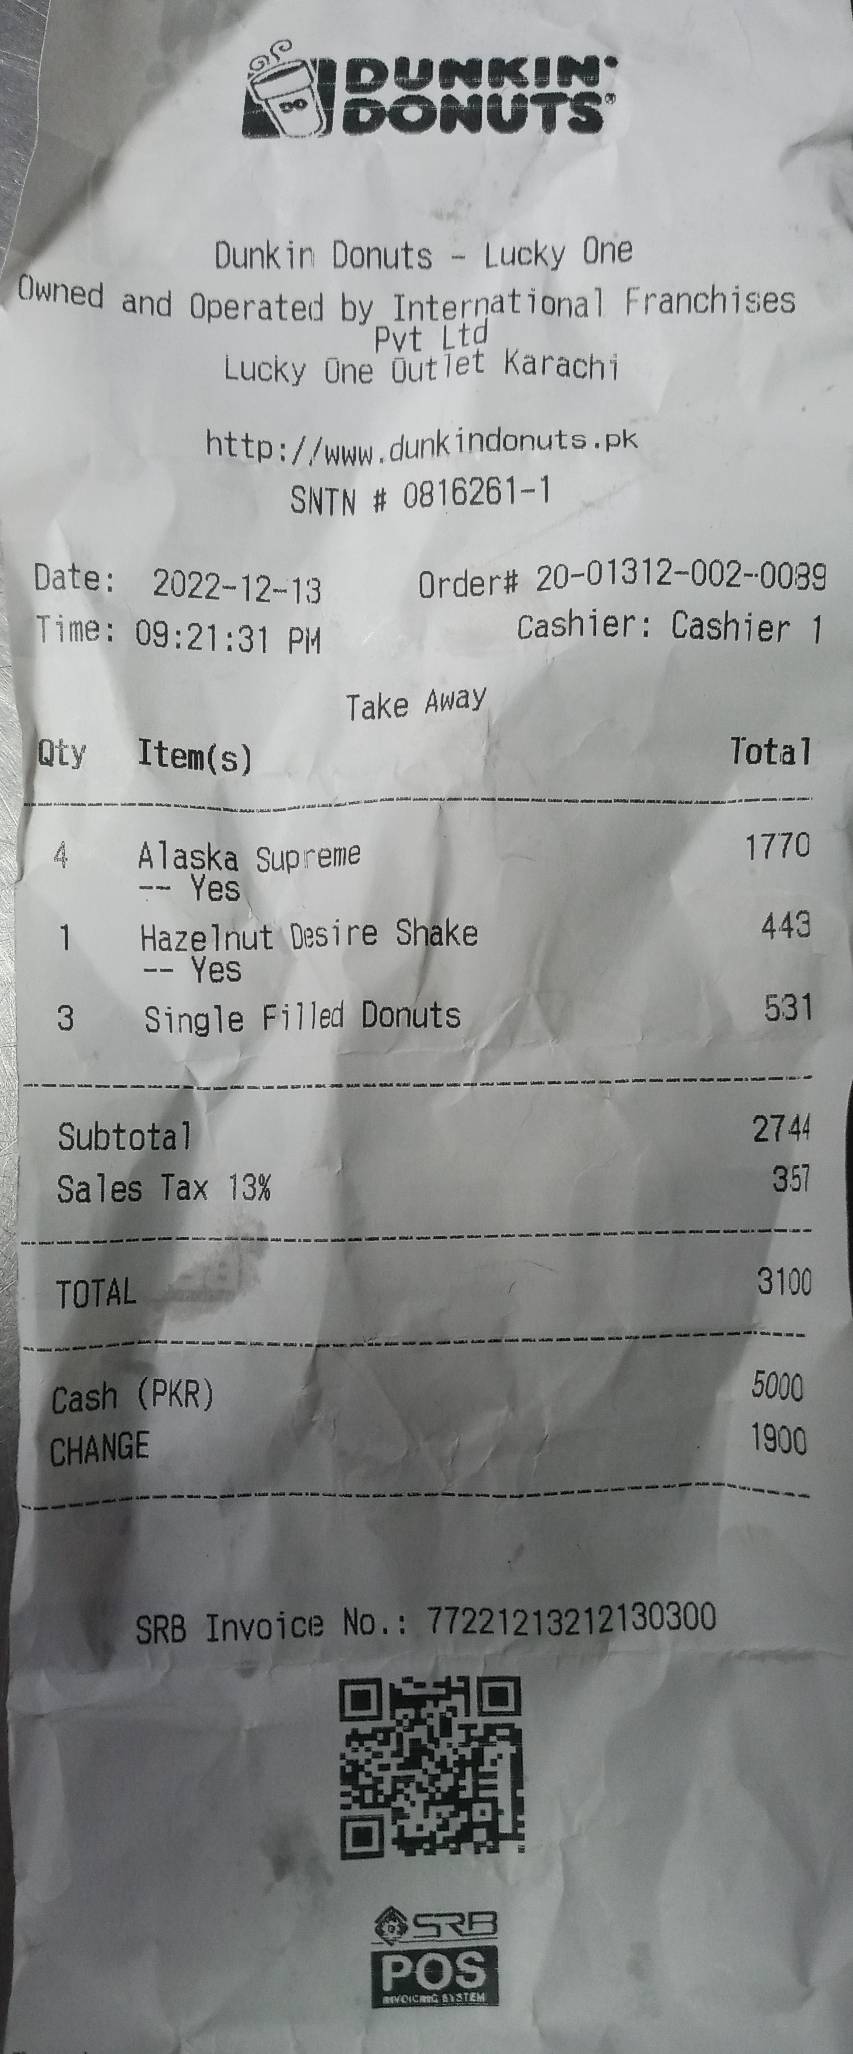 DUNKIN'
DONUTS®
Dunkin Donuts - Lucky One
Owned and Operated by International Franchises
Pvt Ltd
Lucky One Outlet Karachi
http://www.dunkindonuts.pk
SNTN # 0816261-1
Date: 2022-12-13 Order# 20-01312-002-0089
Time: 09:21:31 PM Cashier: Cashier 1
Take Away
Qty Item(s) Total
4 Alaska Supreme 1770
-- Yes
1 Hazelnut Desire Shake 443
-- Yes
3 Single Filled Donuts 531
Subtotal 2744
Sales Tax 13% 357
TOTAL 3100
Cash (PKR) 5000
CHANGE 1900
SRB Invoice No.: 77221213212130300
SRB
POS
INVOICING SYSTEM